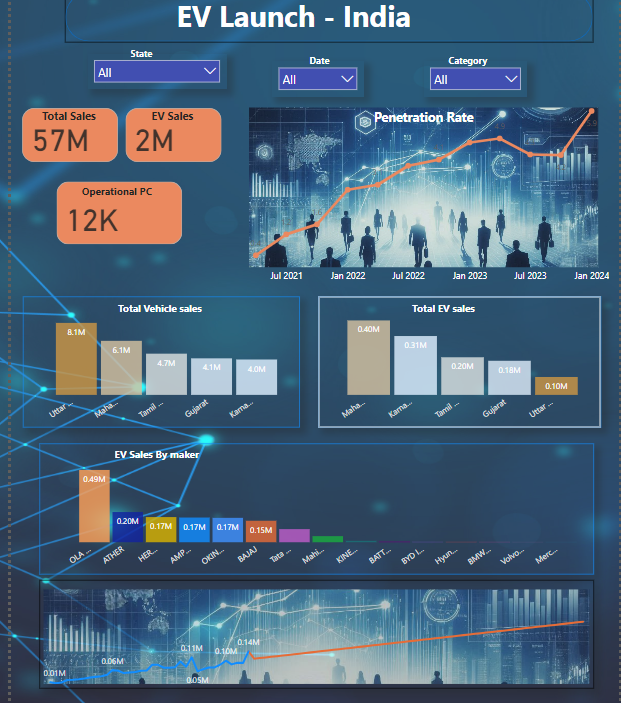 EV Launch - India
State
Date
Category
All
All
All
Total Sales
57M
EV Sales
2M
Operational PC
12K
Penetration Rate
Jul 2021
Jan 2022
Jul 2022
Jan 2023
Jul 2023
Jan 2024
Total Vehicle sales
8.1M
6.1M
4.7M
4.1M
4.0M
Uttar ...
Maha...
Tamil ...
Gujarat
Karna...
Total EV sales
0.40M
0.31M
0.20M
0.18M
0.10M
Maha...
Karna...
Tamil ...
Gujarat
Uttar ...
EV Sales By maker
0.49M
0.20M
0.17M
0.17M
0.17M
0.15M
OLA ...
ATHER
HER...
AMP...
OKIN...
BAJAJ
Tata ...
Mahi...
KINE...
BATT...
BYD I...
Hyun...
BMW...
Volvo...
Merc...
0.01M
0.06M
0.11M
0.05M
0.10M
0.14M